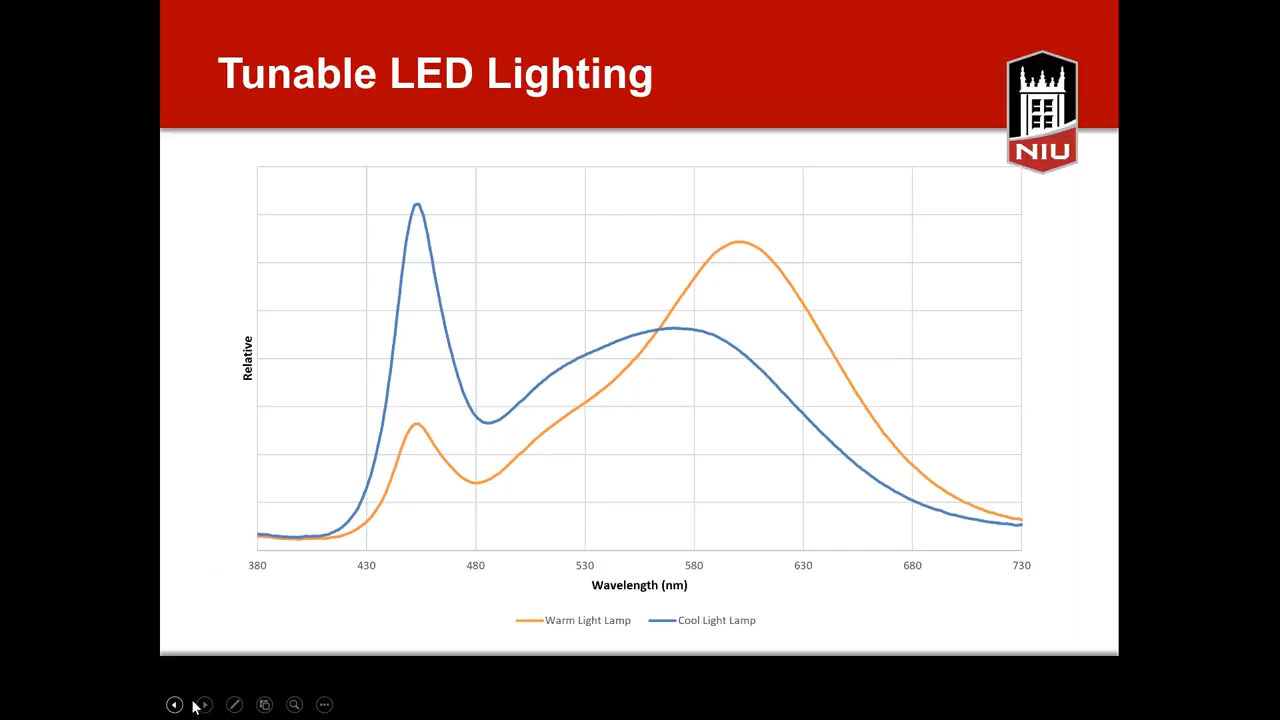 Tunable LED Lighting
NIU
Relative
380 430 480 530 580 630 680 730
Wavelength (nm)
Warm Light Lamp Cool Light Lamp